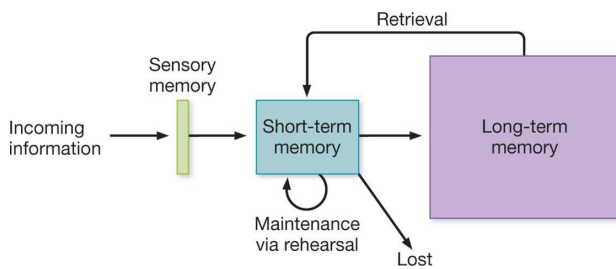 Retrieval
Sensory
memory
Incoming
information
Short-term
memory
Long-term
memory
Maintenance
via rehearsal
Lost